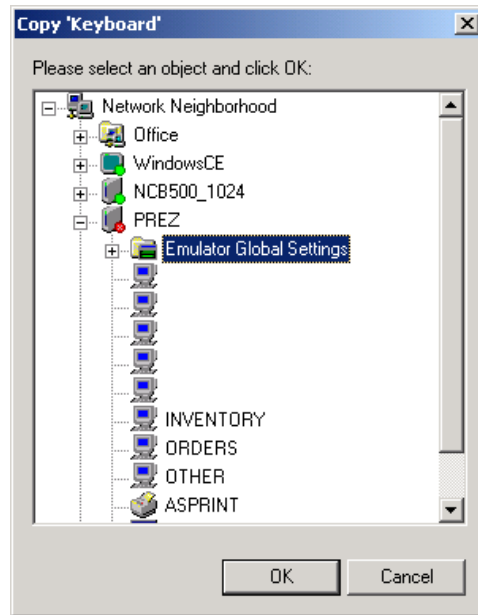 Copy 'Keyboard'
Please select an object and click OK:
Network Neighborhood
Office
WindowsCE
NCB500_1024
PREZ
Emulator Global Settings
INVENTORY
ORDERS
OTHER
ASPRINT
OK Cancel